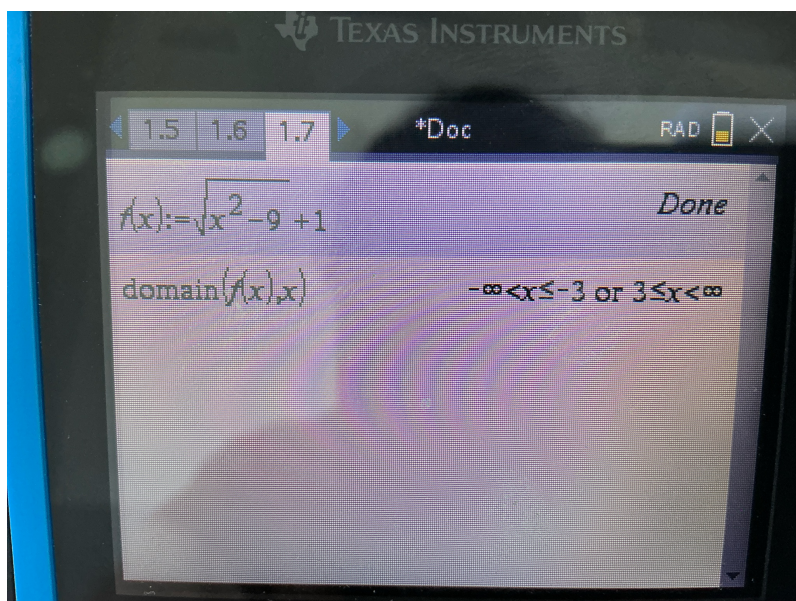 TEXAS INSTRUMENTS
1.5 1.6 1.7 *Doc RAD
f(x):=√(x²-9) +1 Done
domain(f(x),x) -∞<x≤-3 or 3≤x<∞